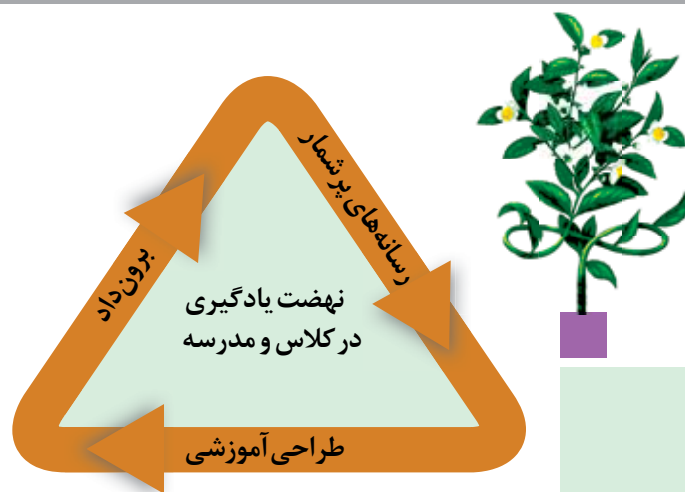 رسانه‌های پرشمار
برون‌داد
نهضت یادگیری
در کلاس و مدرسه
طراحی آموزشی